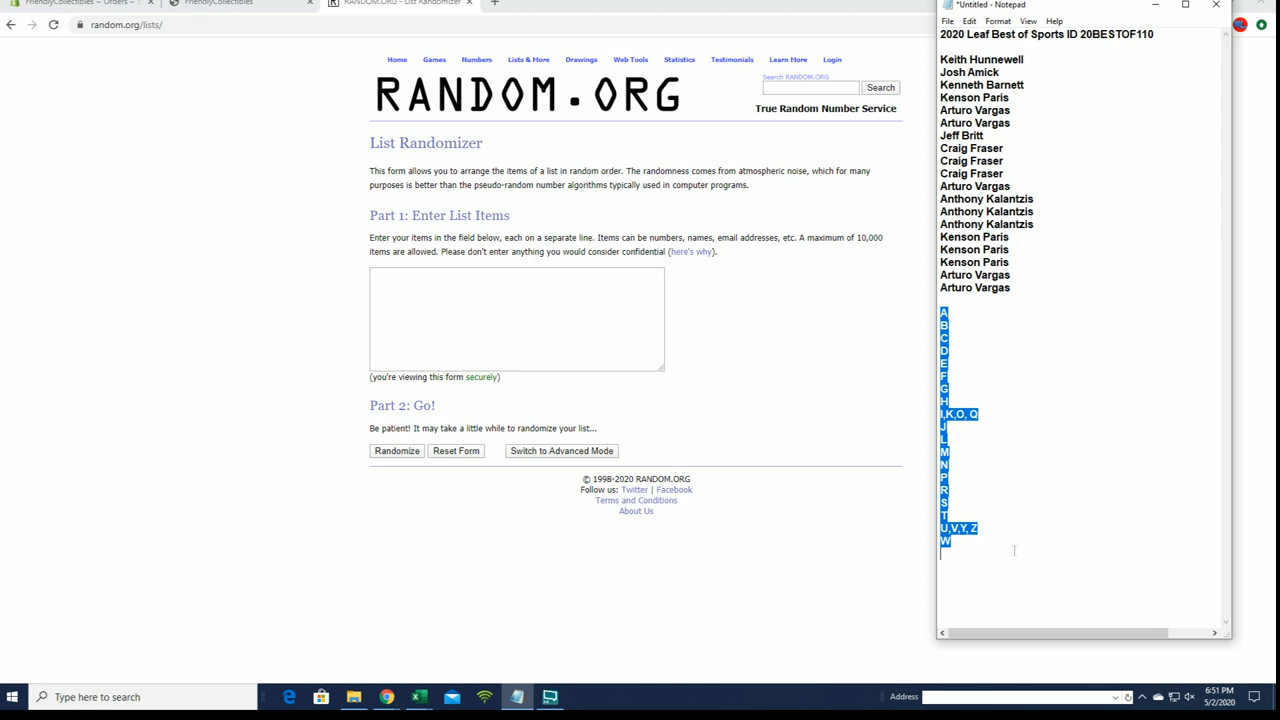 FriendlyCollectibles – Orders –
FriendlyCollectibles
RANDOM.ORG - List Randomizer
random.org/lists/
Home Games Numbers Lists & More Drawings Web Tools Statistics Testimonials Learn More Login
RANDOM.ORG
Search RANDOM.ORG
Search
True Random Number Service
List Randomizer
This form allows you to arrange the items of a list in random order. The randomness comes from atmospheric noise, which for many
purposes is better than the pseudo-random number algorithms typically used in computer programs.
Part 1: Enter List Items
Enter your items in the field below, each on a separate line. Items can be numbers, names, email addresses, etc. A maximum of 10,000
items are allowed. Please don't enter anything you would consider confidential (here's why).
(you're viewing this form securely)
Part 2: Go!
Be patient! It may take a little while to randomize your list...
Randomize Reset Form Switch to Advanced Mode
© 1998-2020 RANDOM.ORG
Follow us: Twitter | Facebook
Terms and Conditions
About Us
*Untitled - Notepad
File Edit Format View Help
2020 Leaf Best of Sports ID 20BESTOF110
Keith Hunnewell
Josh Amick
Kenneth Barnett
Kenson Paris
Arturo Vargas
Arturo Vargas
Jeff Britt
Craig Fraser
Craig Fraser
Craig Fraser
Arturo Vargas
Anthony Kalantzis
Anthony Kalantzis
Anthony Kalantzis
Kenson Paris
Kenson Paris
Kenson Paris
Arturo Vargas
Arturo Vargas
A
B
C
D
E
F
G
H
I,K,O, Q
J
L
M
N
P
R
S
T
U,V,Y, Z
W
Type here to search
Address
6:51 PM
5/2/2020